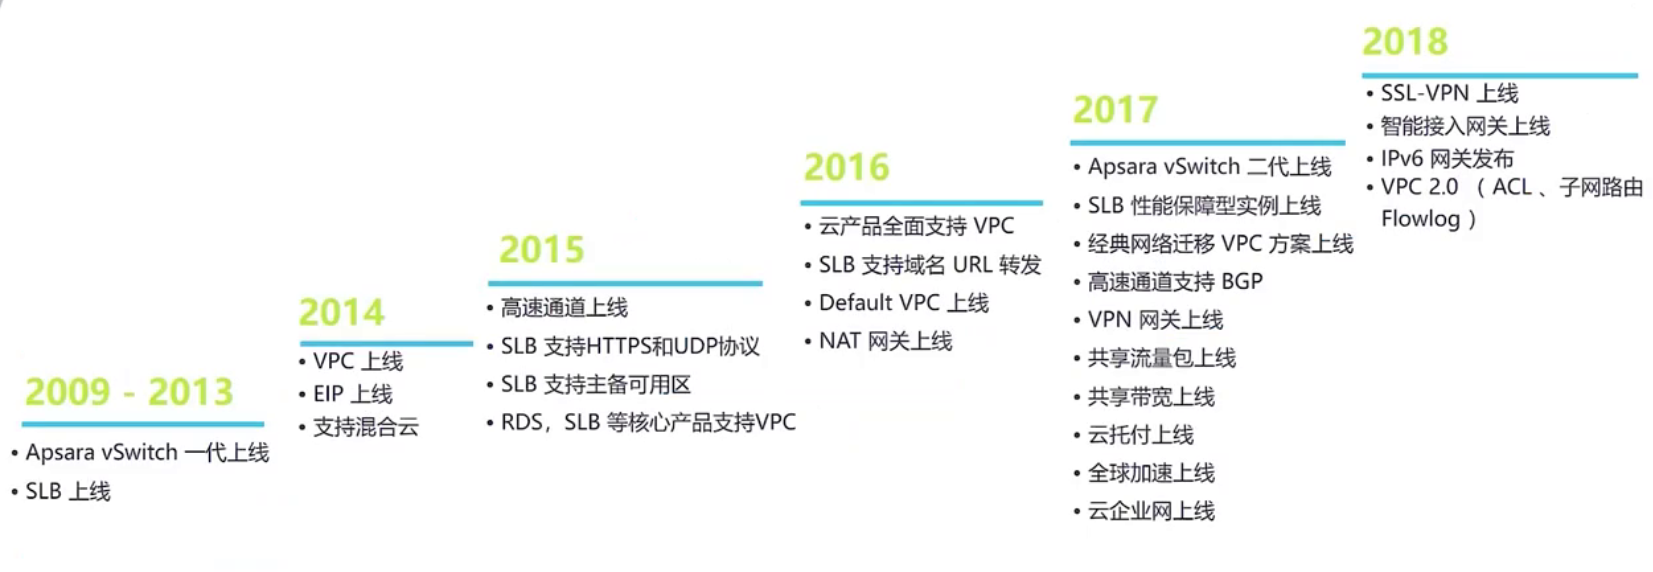 2009 - 2013
• Apsara vSwitch 一代上线
• SLB 上线
2014
• VPC 上线
• EIP 上线
• 支持混合云
2015
• 高速通道上线
• SLB 支持HTTPS和UDP协议
• SLB 支持主备可用区
• RDS，SLB 等核心产品支持VPC
2016
• 云产品全面支持 VPC
• SLB 支持域名 URL 转发
• Default VPC 上线
• NAT 网关上线
2017
• Apsara vSwitch 二代上线
• SLB 性能保障型实例上线
• 经典网络迁移 VPC 方案上线
• 高速通道支持 BGP
• VPN 网关上线
• 共享流量包上线
• 共享带宽上线
• 云托付上线
• 全球加速上线
• 云企业网上线
2018
• SSL-VPN 上线
• 智能接入网关上线
• IPv6 网关发布
• VPC 2.0 （ ACL 、子网路由
Flowlog ）